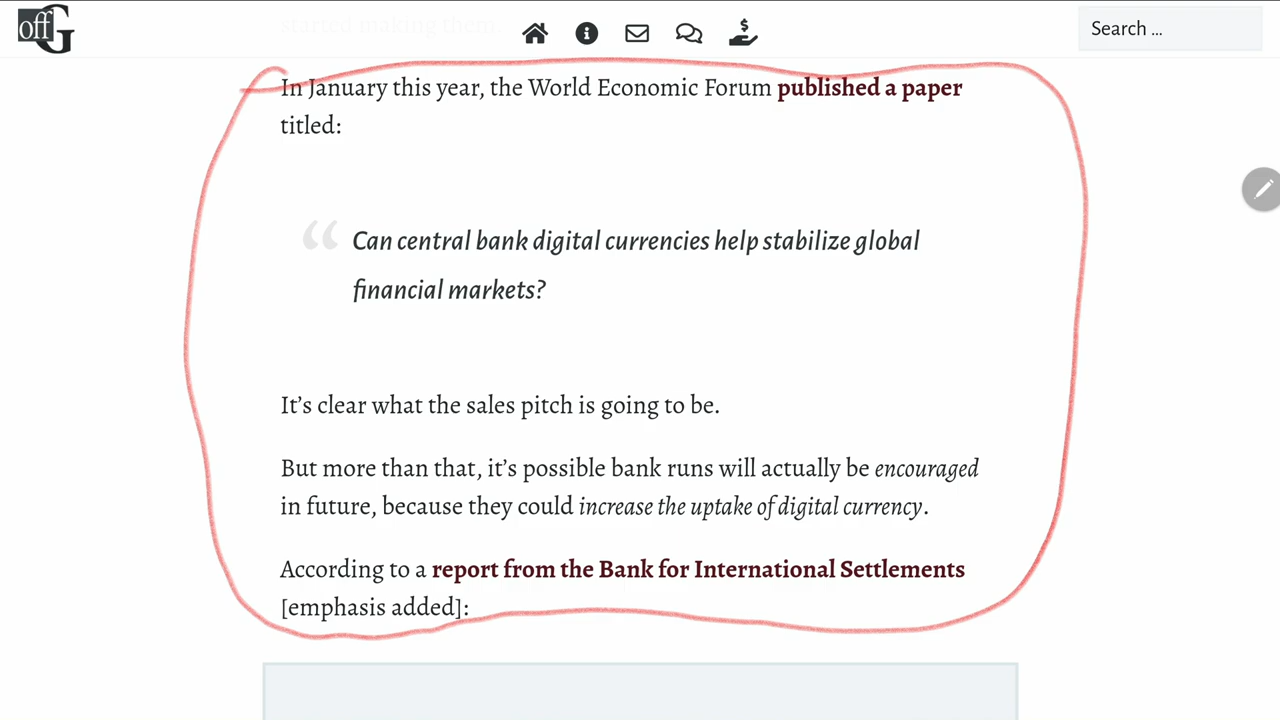 offG
started making them.
Search ...
In January this year, the World Economic Forum published a paper
titled:
“ Can central bank digital currencies help stabilize global
financial markets?
It’s clear what the sales pitch is going to be.
But more than that, it’s possible bank runs will actually be encouraged
in future, because they could increase the uptake of digital currency.
According to a report from the Bank for International Settlements
[emphasis added]: